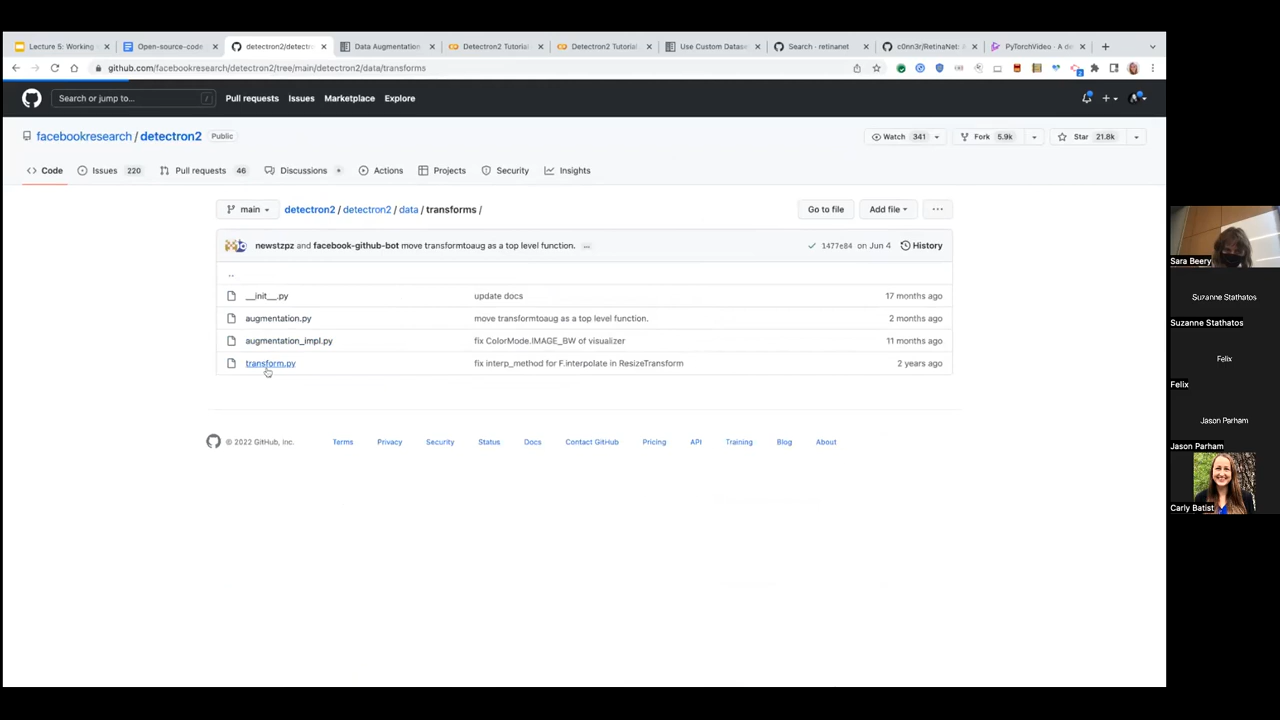 Lecture 5: Working
Open-source-code
detectron2/detectro
Data Augmentation
Detectron2 Tutorial
Detectron2 Tutorial
Use Custom Datase
Search · retinanet
c0nn3r/RetinaNet:
PyTorchVideo · A de
github.com/facebookresearch/detectron2/tree/main/detectron2/data/transforms
Search or jump to... /
Pull requests
Issues
Marketplace
Explore
facebookresearch / detectron2 Public
Watch 341
Fork 5.9k
Star 21.8k
Code
Issues 220
Pull requests 46
Discussions
Actions
Projects
Security
Insights
main
detectron2 / detectron2 / data / transforms /
Go to file
Add file
newstzpz and facebook-github-bot move transformtoaug as a top level function.
1477e84 on Jun 4
History
..
__init__.py update docs 17 months ago
augmentation.py move transformtoaug as a top level function. 2 months ago
augmentation_impl.py fix ColorMode.IMAGE_BW of visualizer 11 months ago
transform.py fix interp_method for F.interpolate in ResizeTransform 2 years ago
© 2022 GitHub, Inc.
Terms
Privacy
Security
Status
Docs
Contact GitHub
Pricing
API
Training
Blog
About
Sara Beery
Suzanne Stathatos
Suzanne Stathatos
Felix
Felix
Jason Parham
Jason Parham
Carly Batist